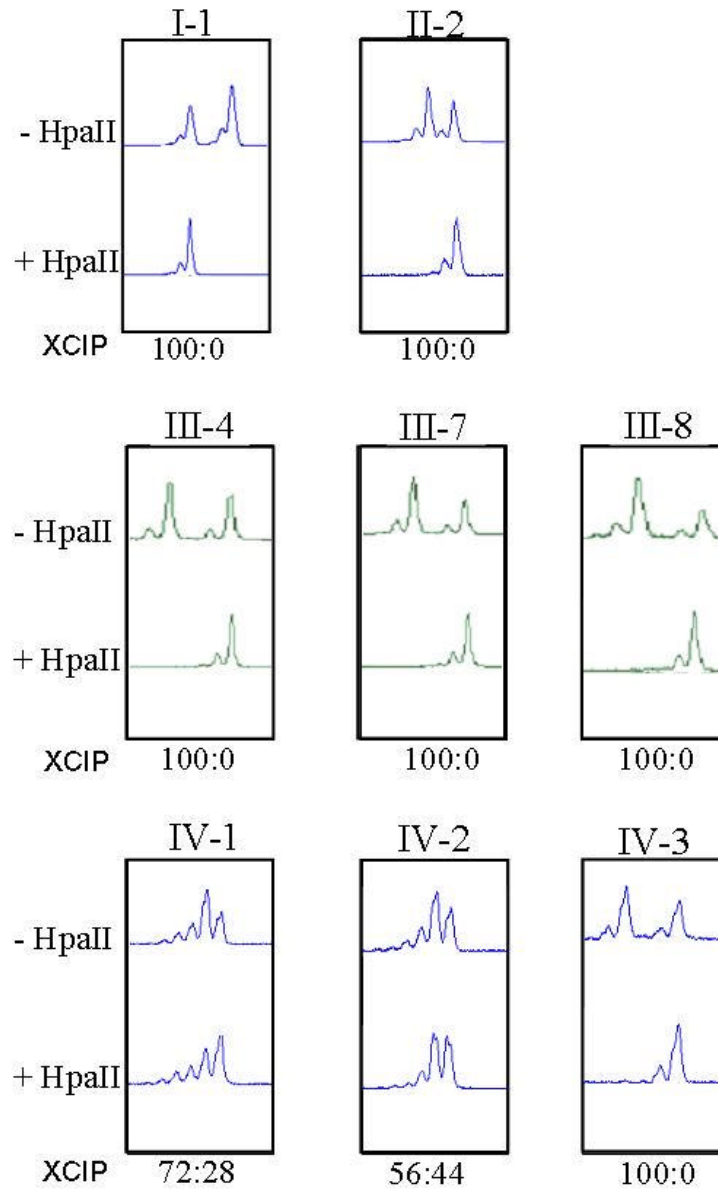 I-1 II-2
- HpaII
+ HpaII
XCIP 100:0 100:0
III-4 III-7 III-8
- HpaII
+ HpaII
XCIP 100:0 100:0 100:0
IV-1 IV-2 IV-3
- HpaII
+ HpaII
XCIP 72:28 56:44 100:0